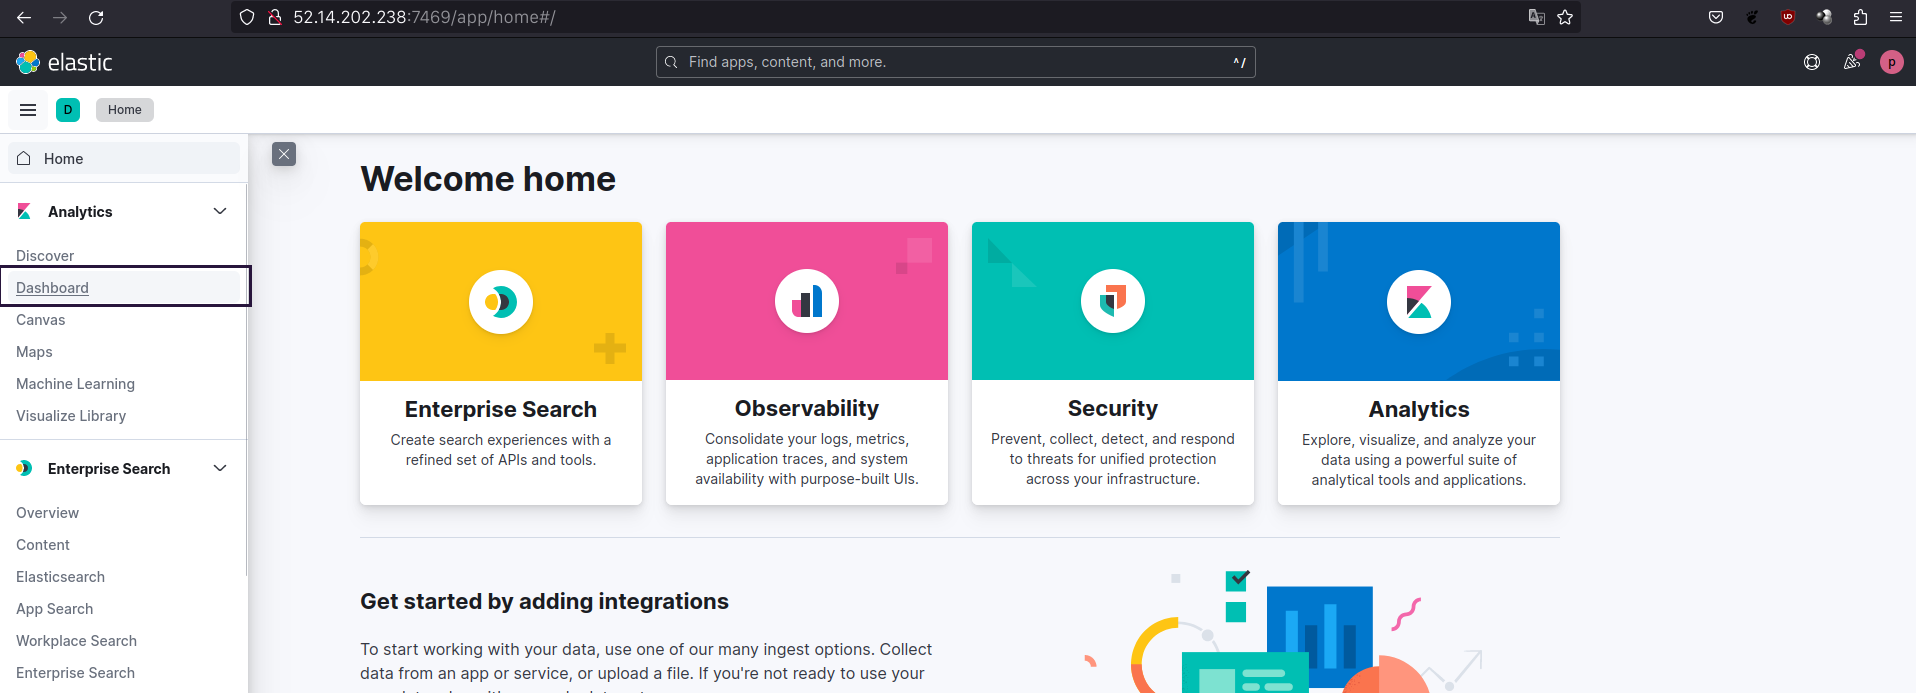 52.14.202.238:7469/app/home#/
elastic
Find apps, content, and more.
^/
p
D
Home
Home
Analytics
Discover
Dashboard
Canvas
Maps
Machine Learning
Visualize Library
Enterprise Search
Overview
Content
Elasticsearch
App Search
Workplace Search
Enterprise Search
Welcome home
Enterprise Search
Create search experiences with a
refined set of APIs and tools.
Observability
Consolidate your logs, metrics,
application traces, and system
availability with purpose-built UIs.
Security
Prevent, collect, detect, and respond
to threats for unified protection
across your infrastructure.
Analytics
Explore, visualize, and analyze your
data using a powerful suite of
analytical tools and applications.
Get started by adding integrations
To start working with your data, use one of our many ingest options. Collect
data from an app or service, or upload a file. If you're not ready to use your